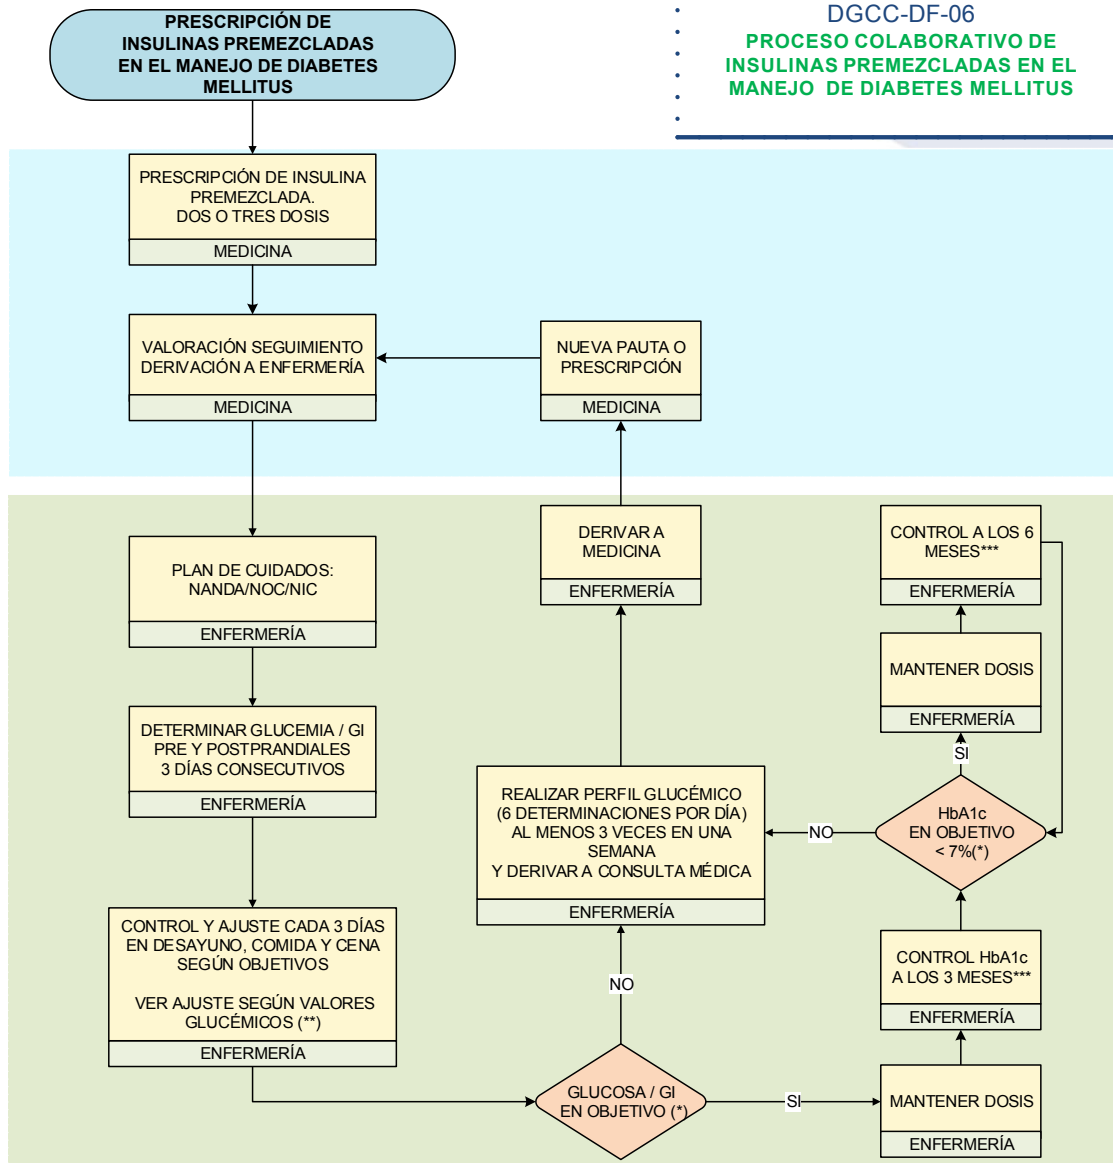 PRESCRIPCIÓN DE
INSULINAS PREMEZCLADAS
EN EL MANEJO DE DIABETES
MELLITUS
DGCC-DF-06
PROCESO COLABORATIVO DE
INSULINAS PREMEZCLADAS EN EL
MANEJO DE DIABETES MELLITUS
PRESCRIPCIÓN DE INSULINA
PREMEZCLADA.
DOS O TRES DOSIS
MEDICINA
VALORACIÓN SEGUIMIENTO
DERIVACIÓN A ENFERMERÍA
MEDICINA
NUEVA PAUTA O
PRESCRIPCIÓN
MEDICINA
PLAN DE CUIDADOS:
NANDA/NOC/NIC
ENFERMERÍA
DERIVAR A
MEDICINA
ENFERMERÍA
CONTROL A LOS 6
MESES***
ENFERMERÍA
MANTENER DOSIS
ENFERMERÍA
SI
DETERMINAR GLUCEMIA / GI
PRE Y POSTPRANDIALES
3 DÍAS CONSECUTIVOS
ENFERMERÍA
REALIZAR PERFIL GLUCÉMICO
(6 DETERMINACIONES POR DÍA)
AL MENOS 3 VECES EN UNA
SEMANA
Y DERIVAR A CONSULTA MÉDICA
ENFERMERÍA
NO
HbA1c
EN OBJETIVO
< 7%(*)
CONTROL Y AJUSTE CADA 3 DÍAS
EN DESAYUNO, COMIDA Y CENA
SEGÚN OBJETIVOS
VER AJUSTE SEGÚN VALORES
GLUCÉMICOS (**)
ENFERMERÍA
NO
CONTROL HbA1c
A LOS 3 MESES***
ENFERMERÍA
GLUCOSA / GI
EN OBJETIVO (*)
SI
MANTENER DOSIS
ENFERMERÍA